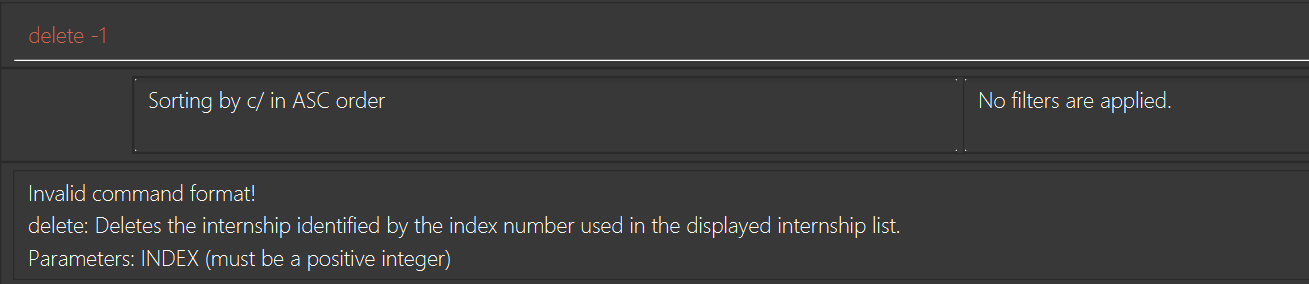 delete -1
Sorting by c/ in ASC order
No filters are applied.
Invalid command format!
delete: Deletes the internship identified by the index number used in the displayed internship list.
Parameters: INDEX (must be a positive integer)